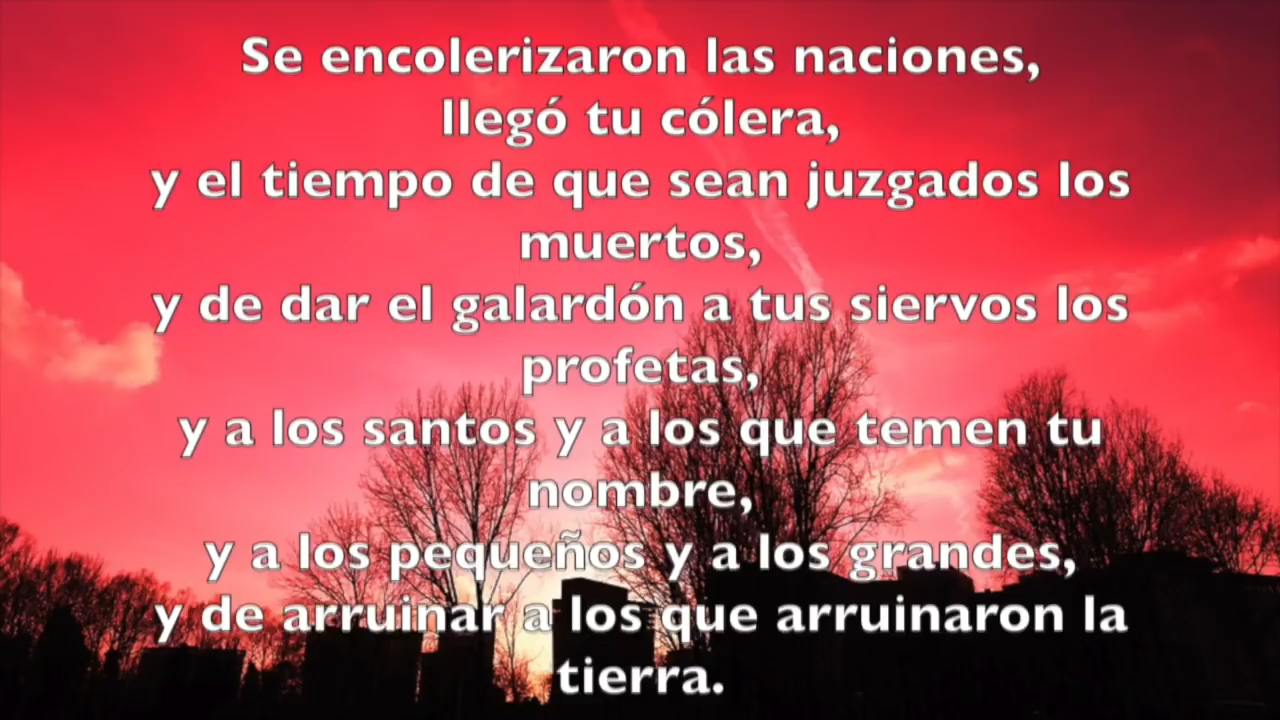 Se encolerizaron las naciones,
llegó tu cólera,
y el tiempo de que sean juzgados los
muertos,
y de dar el galardón a tus siervos los
profetas,
y a los santos y a los que temen tu
nombre,
y a los pequeños y a los grandes,
y de arruinar a los que arruinaron la
tierra.